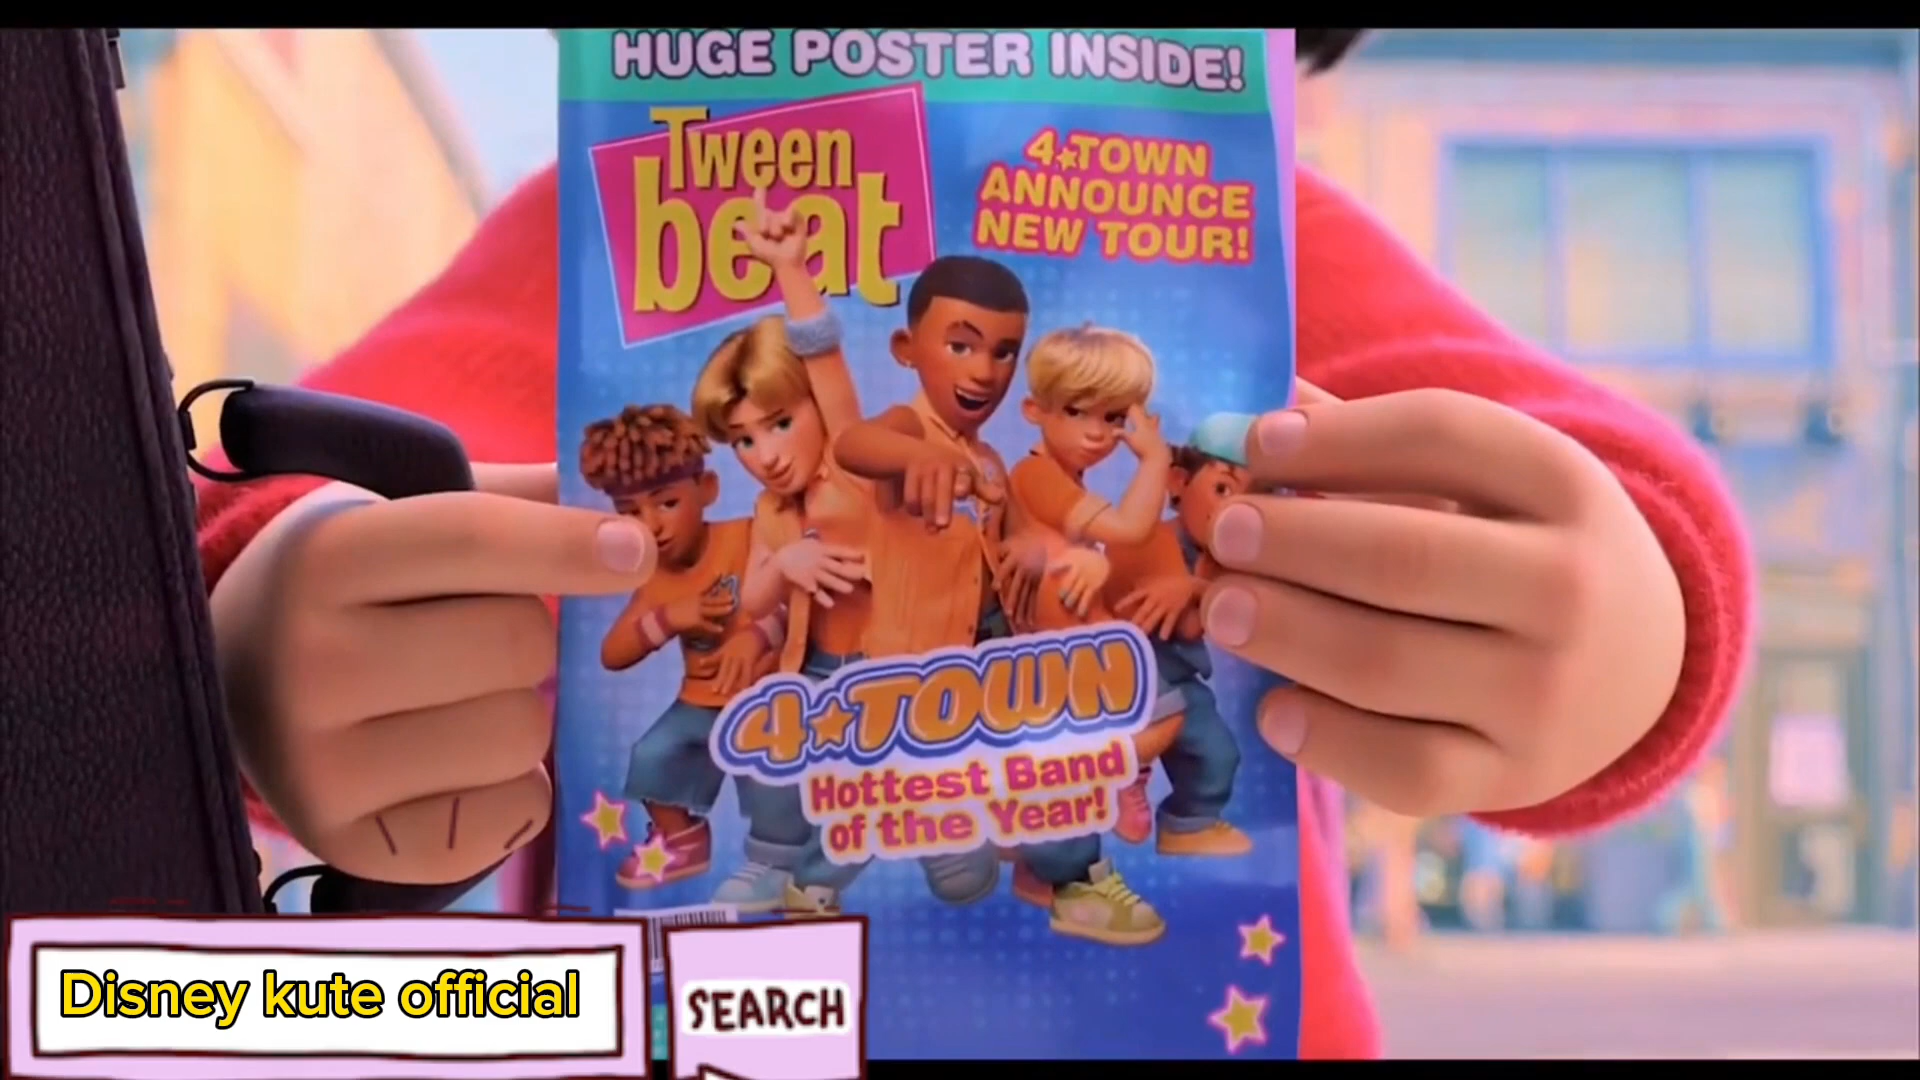 HUGE POSTER INSIDE!
Tween
beat
4★TOWN
ANNOUNCE
NEW TOUR!
4★TOWN
Hottest Band
of the Year!
Disney kute official
SEARCH